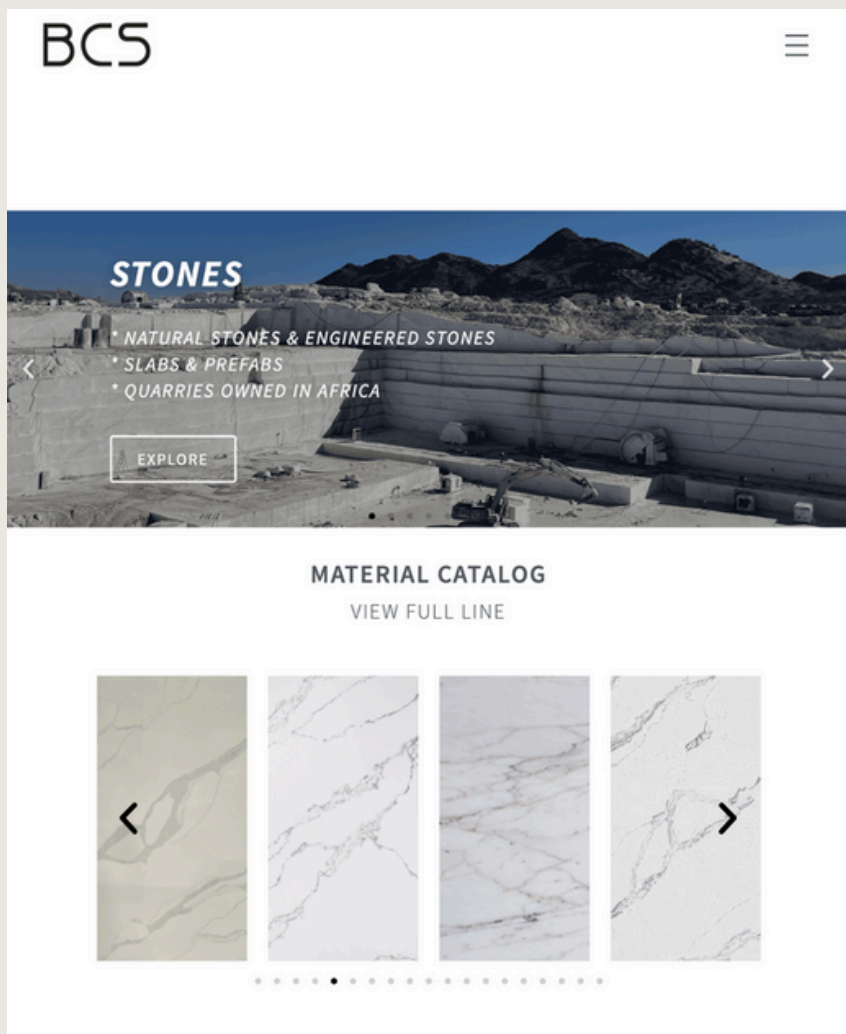 BCS
STONES
* NATURAL STONES & ENGINEERED STONES
* SLABS & PREFABS
* QUARRIES OWNED IN AFRICA
EXPLORE
MATERIAL CATALOG
VIEW FULL LINE